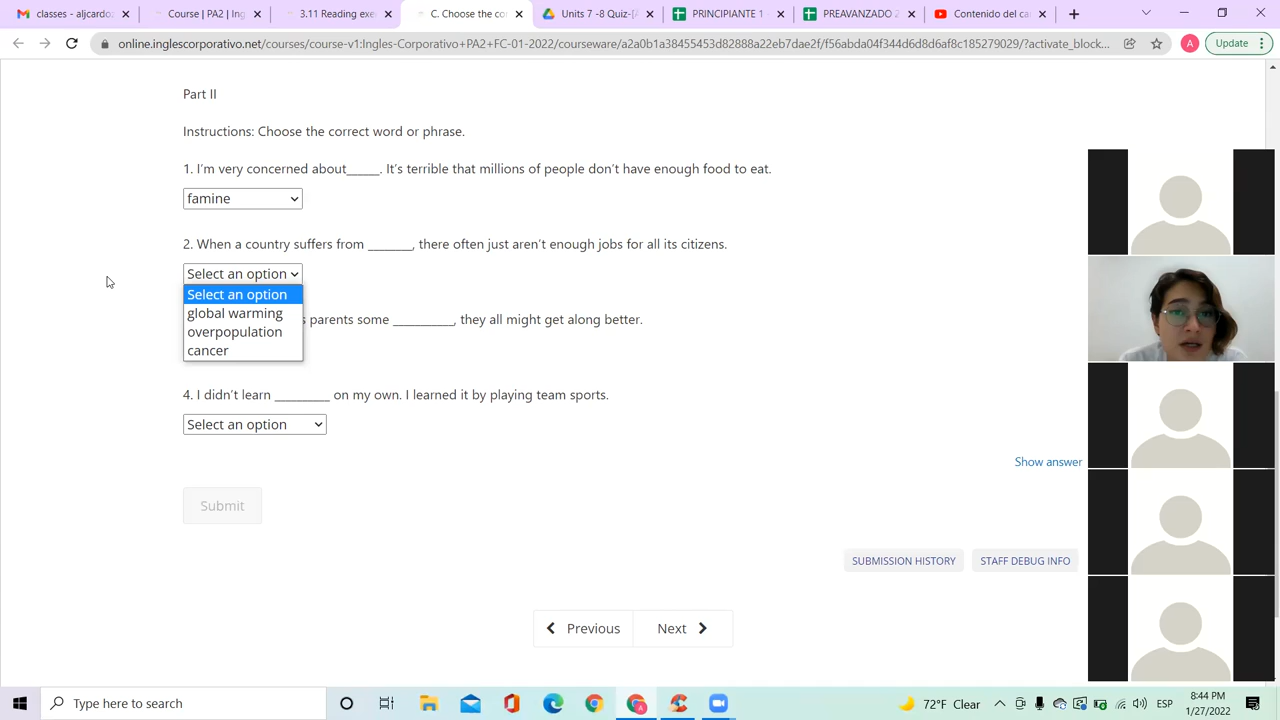 classes - aljcarc
Course | PA2 | Ing
3.11 Reading exe
C. Choose the co
Units 7 -8 Quiz-[A
PRINCIPIANTE 1
PREAVANZADO 2
Contenido del ca
online.inglescorporativo.net/courses/course-v1:Ingles-Corporativo+PA2+FC-01-2022/courseware/a2a0b1a38455453d82888a22eb7dae2f/f56abda04f344d6d8d6af8c185279029/?activate_block...
A
Update
Part II
Instructions: Choose the correct word or phrase.
1. I'm very concerned about______. It's terrible that millions of people don't have enough food to eat.
famine
2. When a country suffers from ________, there often just aren't enough jobs for all its citizens.
Select an option
Select an option
global warming
overpopulation
cancer
s parents some ___________, they all might get along better.
4. I didn't learn __________ on my own. I learned it by playing team sports.
Select an option
Show answer
Submit
SUBMISSION HISTORY
STAFF DEBUG INFO
Previous
Next
Type here to search
A
72°F Clear
ESP
8:44 PM
1/27/2022